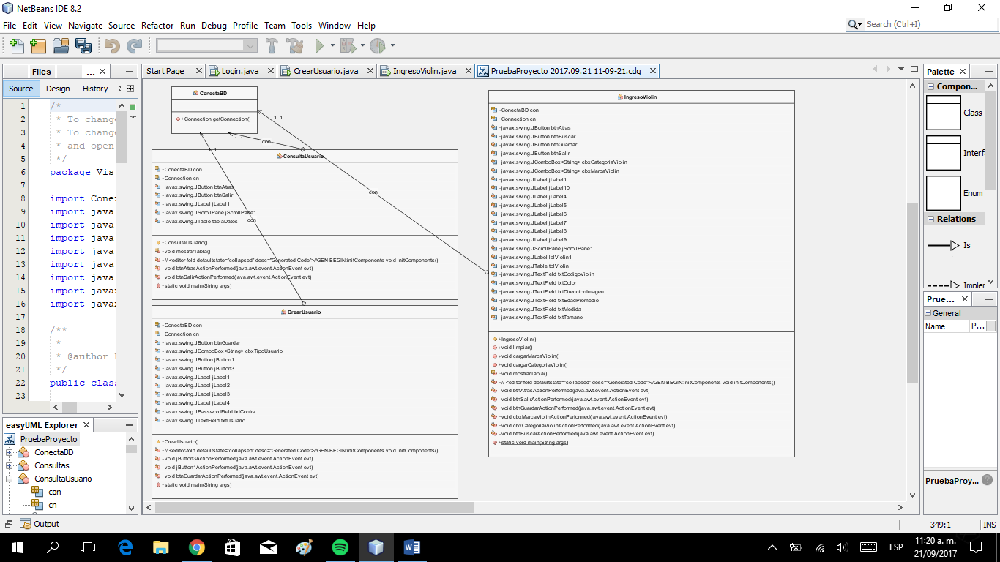 NetBeans IDE 8.2
File Edit View Navigate Source Refactor Run Debug Profile Team Tools Window Help
Search (Ctrl+I)
Files
...
Start Page
Login.java
CrearUsuario.java
IngresoViolin.java
PruebaProyecto 2017.09.21 11-09-21.cdg
Source Design History
1 /*
2 * To change
3 * To change
4 * and open
5 */
6 package Vist
7
8 import Conex
9 import java
10 import java
11 import java
12 import java
13 import java
14 import java
15 import java
16 import java
17
18 /**
19 *
20 * @author
21 */
22 public clas
23
easyUML Explorer
PruebaProyecto
ConectaBD
Consultas
ConsultaUsuario
con
cn
ConectaBD
+Connection getConnection()
1..1
1..1
con
1..1
con
con
ConsultaUsuario
~ConectaBD con
~Connection cn
-javax.swing.JButton btnAtras
-javax.swing.JButton btnSalir
-javax.swing.JLabel jLabel1
-javax.swing.JScrollPane jScrollPane1
-javax.swing.JTable tablaDatos
+ConsultaUsuario()
~void mostrarTabla()
-// <editor-fold defaultstate="collapsed" desc="Generated Code">//GEN-BEGIN:initComponents void initComponents()
-void btnAtrasActionPerformed(java.awt.event.ActionEvent evt)
-void btnSalirActionPerformed(java.awt.event.ActionEvent evt)
+static void main(String args)
CrearUsuario
~ConectaBD con
~Connection cn
-javax.swing.JButton btnGuardar
-javax.swing.JComboBox<String> cbxTipoUsuario
-javax.swing.JButton jButton1
-javax.swing.JButton jButton3
-javax.swing.JLabel jLabel1
-javax.swing.JLabel jLabel2
-javax.swing.JLabel jLabel3
-javax.swing.JLabel jLabel4
-javax.swing.JPasswordField txtContra
-javax.swing.JTextField txtUsuario
+CrearUsuario()
-// <editor-fold defaultstate="collapsed" desc="Generated Code">//GEN-BEGIN:initComponents void initComponents()
-void jButton3ActionPerformed(java.awt.event.ActionEvent evt)
-void jButton1ActionPerformed(java.awt.event.ActionEvent evt)
-void btnGuardarActionPerformed(java.awt.event.ActionEvent evt)
+static void main(String args)
IngresoViolin
~ConectaBD con
~Connection cn
-javax.swing.JButton btnAtras
-javax.swing.JButton btnBuscar
-javax.swing.JButton btnGuardar
-javax.swing.JButton btnSalir
-javax.swing.JComboBox<String> cbxCategoriaViolin
-javax.swing.JComboBox<String> cbxMarcaViolin
-javax.swing.JLabel jLabel1
-javax.swing.JLabel jLabel10
-javax.swing.JLabel jLabel4
-javax.swing.JLabel jLabel5
-javax.swing.JLabel jLabel6
-javax.swing.JLabel jLabel7
-javax.swing.JLabel jLabel8
-javax.swing.JLabel jLabel9
-javax.swing.JScrollPane jScrollPane1
-javax.swing.JLabel lblViolin1
-javax.swing.JTable tblViolin
-javax.swing.JTextField txtCodigoViolin
-javax.swing.JTextField txtColor
-javax.swing.JTextField txtDireccionImagen
-javax.swing.JTextField txtEdadPromedio
-javax.swing.JTextField txtMedida
-javax.swing.JTextField txtTamano
+IngresoViolin()
+void limpiar()
+void cargarMarcaViolin()
+void cargarCategoriaViolin()
~void mostrarTabla()
-// <editor-fold defaultstate="collapsed" desc="Generated Code">//GEN-BEGIN:initComponents void initComponents()
-void btnAtrasActionPerformed(java.awt.event.ActionEvent evt)
-void btnSalirActionPerformed(java.awt.event.ActionEvent evt)
-void btnGuardarActionPerformed(java.awt.event.ActionEvent evt)
-void cbxMarcaViolinActionPerformed(java.awt.event.ActionEvent evt)
-void cbxCategoriaViolinActionPerformed(java.awt.event.ActionEvent evt)
-void btnBuscarActionPerformed(java.awt.event.ActionEvent evt)
+static void main(String args)
Palette
Compon...
Class
Interf
Enum
Relations
Is
Implem
Prue...
General
Name P... ...
PruebaProy...
Output
349:1 INS
ESP
11:20 a. m.
21/09/2017